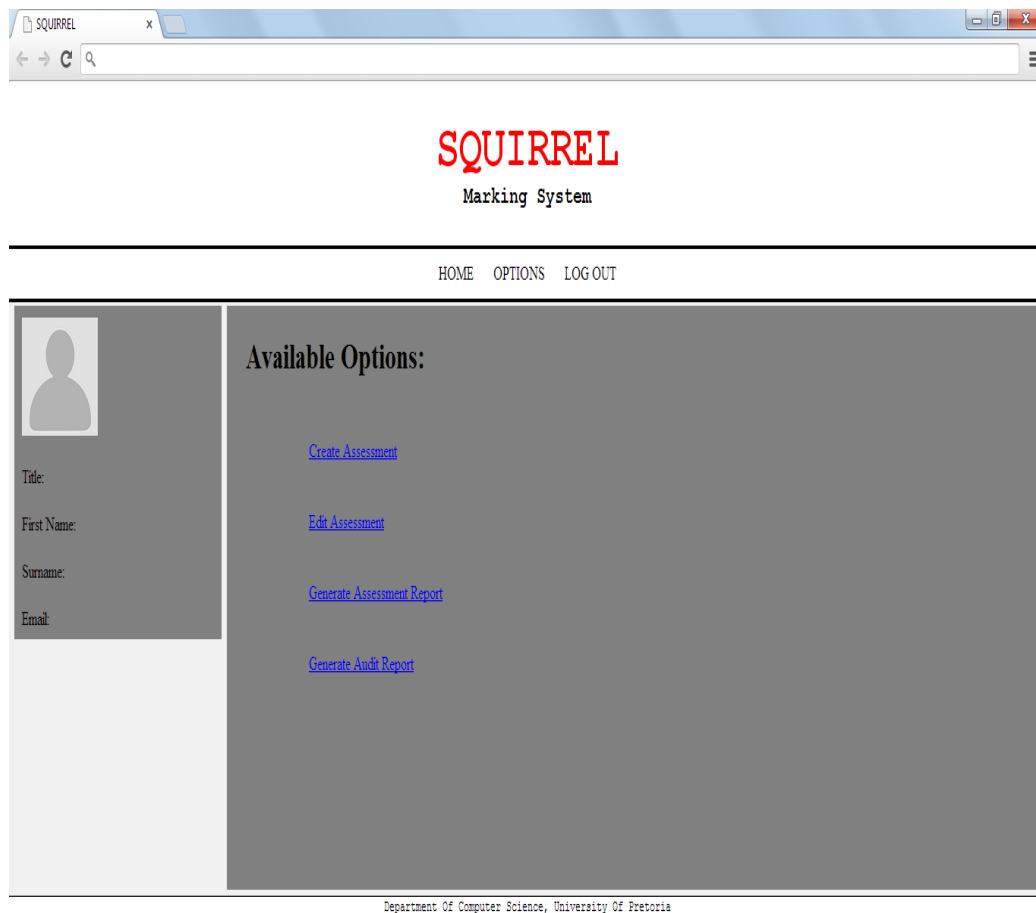 SQUIRREL
SQUIRREL
Marking System
HOME OPTIONS LOG OUT
Title:
First Name:
Surname:
Email:
Available Options:
Create Assessment
Edit Assessment
Generate Assessment Report
Generate Audit Report
Department Of Computer Science, University Of Pretoria